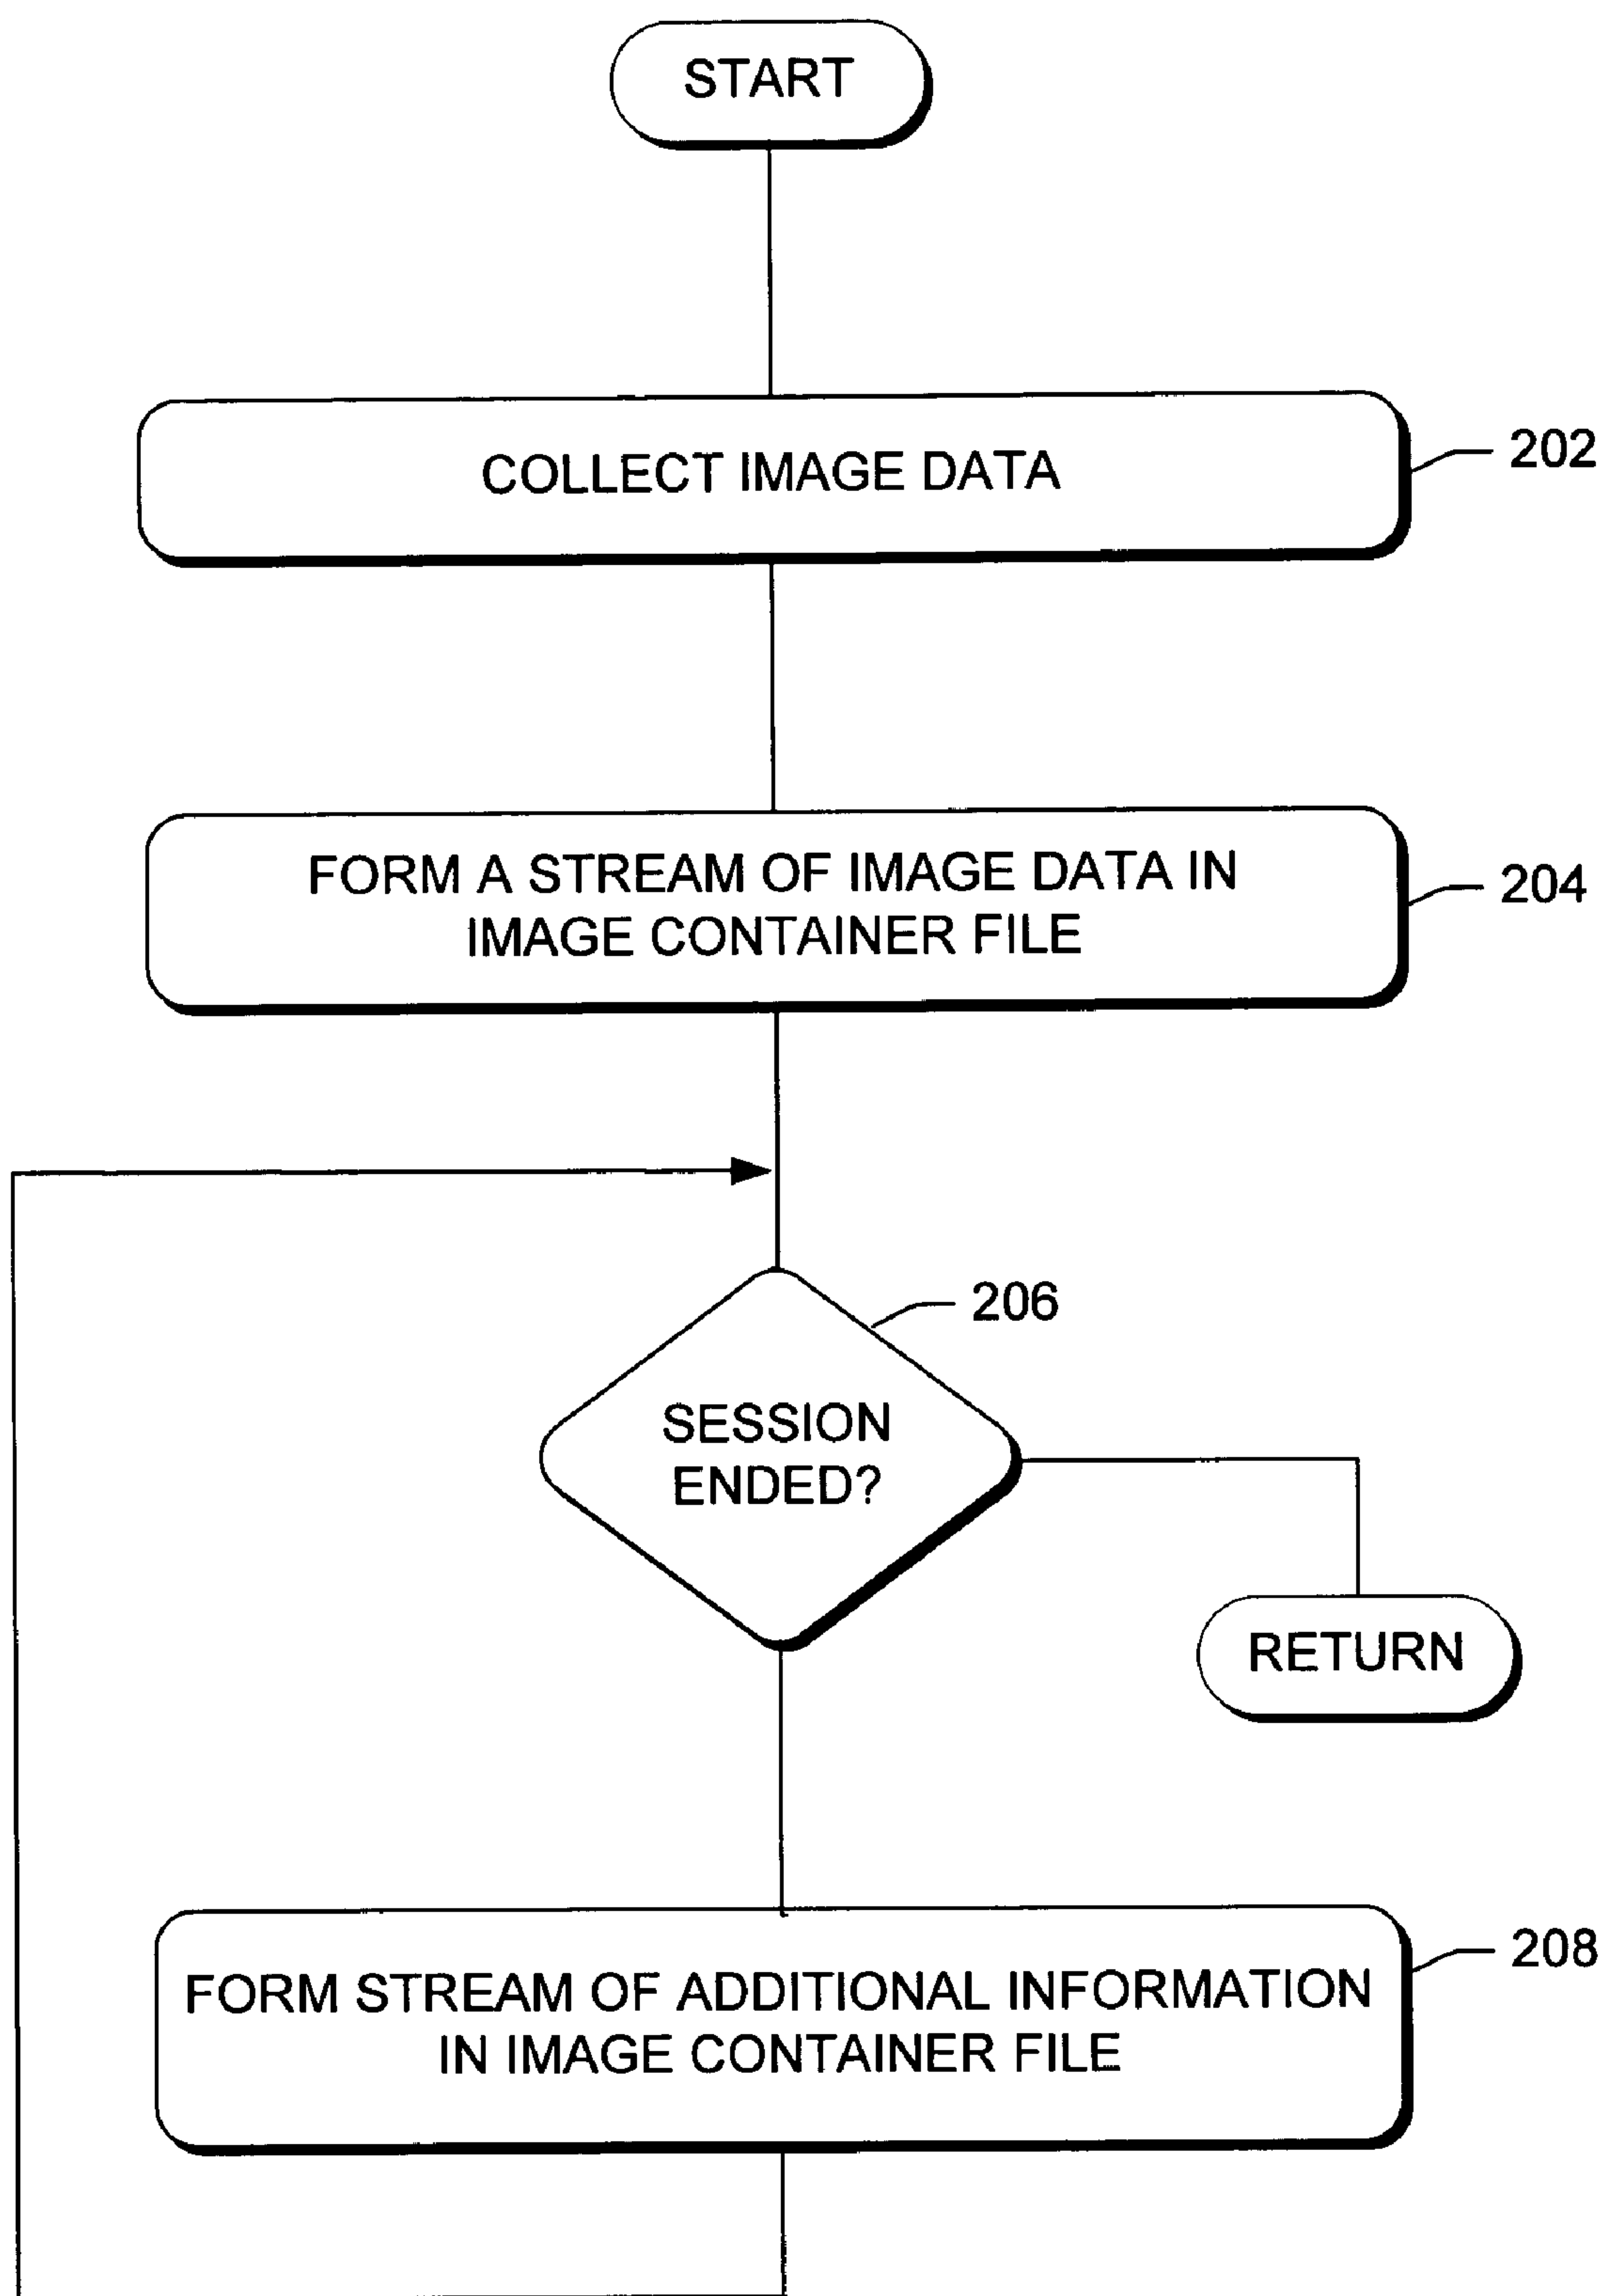 START
COLLECT IMAGE DATA
202
FORM A STREAM OF IMAGE DATA IN
IMAGE CONTAINER FILE
204
206
SESSION
ENDED?
RETURN
208
FORM STREAM OF ADDITIONAL INFORMATION
IN IMAGE CONTAINER FILE